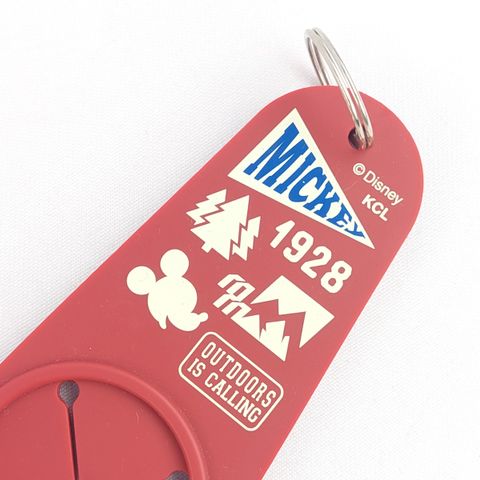 MICKEY
© Disney
KCL
1928
OUTDOORS
IS CALLING